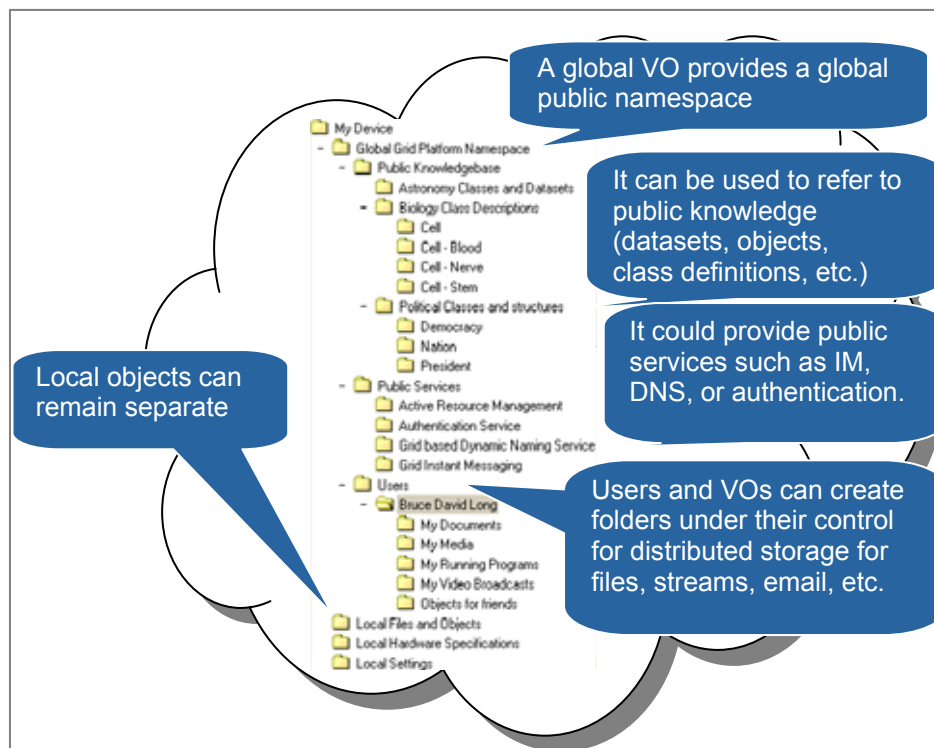 A global VO provides a global
public namespace
My Device
Global Grid Platform Namespace
Public Knowledgebase
Astronomy Classes and Datasets
Biology Class Descriptions
Cell
Cell - Blood
Cell - Nerve
Cell - Stem
Political Classes and structures
Democracy
Nation
President
Public Services
Active Resource Management
Authentication Service
Grid based Dynamic Naming Service
Grid Instant Messaging
Users
Bruce David Long
My Documents
My Media
My Running Programs
My Video Broadcasts
Objects for friends
Local Files and Objects
Local Hardware Specifications
Local Settings
It can be used to refer to
public knowledge
(datasets, objects,
class definitions, etc.)
It could provide public
services such as IM,
DNS, or authentication.
Local objects can
remain separate
Users and VOs can create
folders under their control
for distributed storage for
files, streams, email, etc.